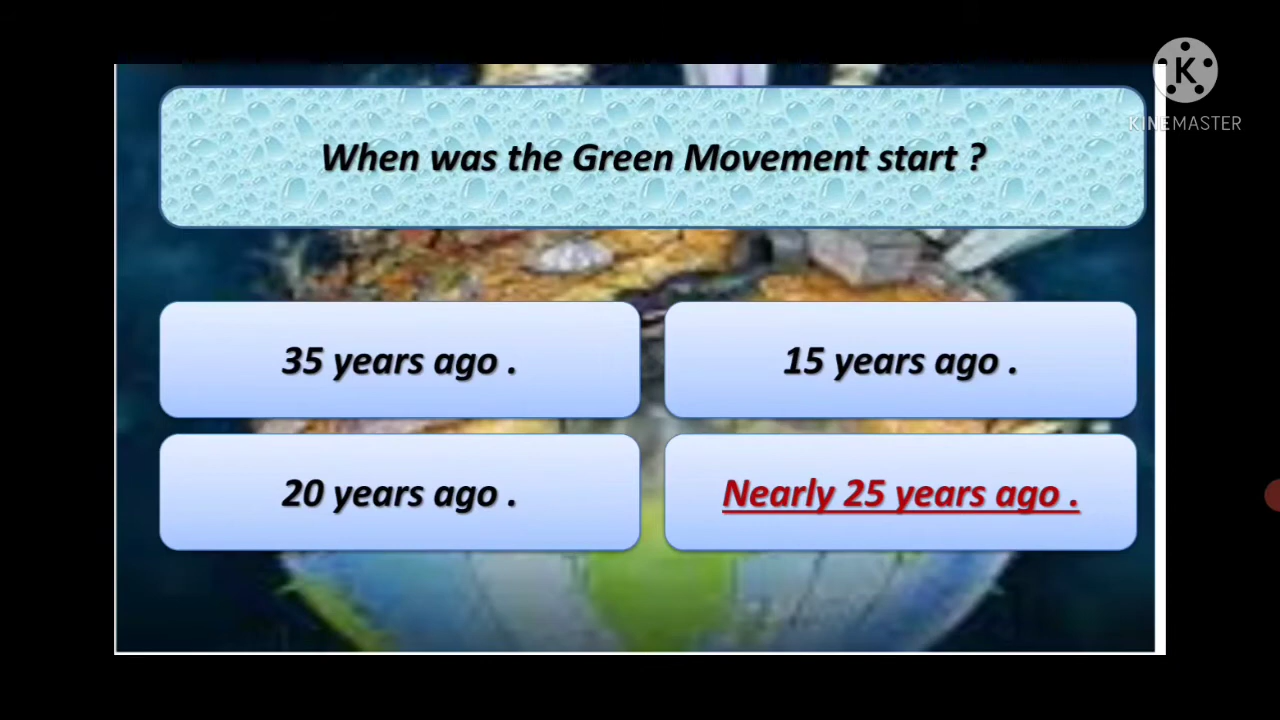 K
KINEMASTER
When was the Green Movement start ?
35 years ago .
15 years ago .
20 years ago .
Nearly 25 years ago .